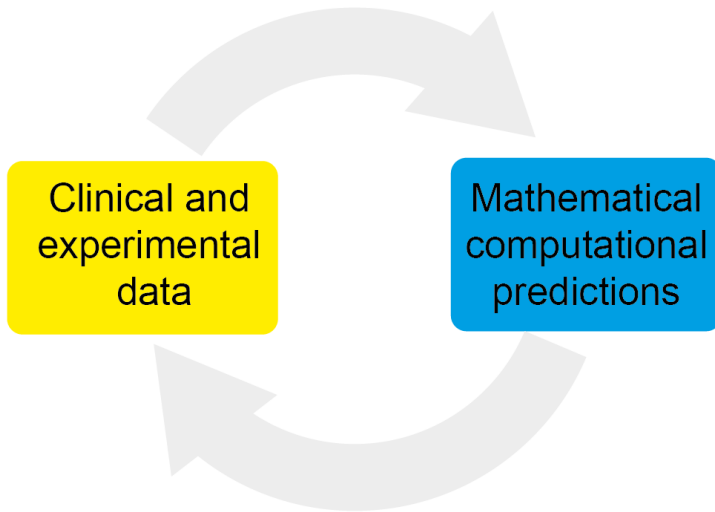 Clinical and
experimental
data
Mathematical
computational
predictions